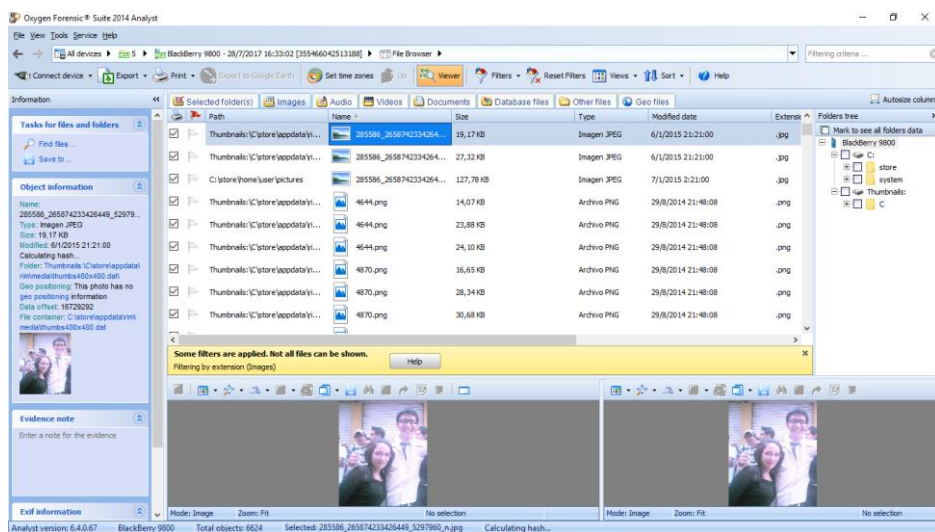 Oxygen Forensic® Suite 2014 Analyst
File View Tools Service Help
All devices 5 BlackBerry 9800 - 28/7/2017 16:33:02 [355466042513188] File Browser Filtering criteria ...
Connect device Export Print Export to Google Earth Set time zones Up Viewer Filters Reset Filters Views Sort Help
Information Selected folder(s) Images Audio Videos Documents Database files Other files Geo files Autosize column
Path Name Size Type Modified date Extensi Folders tree
Tasks for files and folders
Find files ...
Save to ...
Object information
Name:
285586_265874233426449_52979...
Type: Imagen JPEG
Size: 19,17 KB
Modified: 6/1/2015 21:21:00
Calculating hash...
Folder: Thumbnails:\C\store\appdata\
rim\media\thumbs480x480.dat\
Geo positioning: This photo has no
geo positioning information
Data offset: 16729292
File container: C:\store\appdata\rim\
media\thumbs480x480.dat
Evidence note
Enter a note for the evidence
Exif information
Thumbnails:\C\store\appdata\ri... 285586_2658742334264... 19,17 KB Imagen JPEG 6/1/2015 21:21:00 .jpg
Thumbnails:\C\store\appdata\ri... 285586_2658742334264... 27,32 KB Imagen JPEG 6/1/2015 21:21:00 .jpg
C:\store\home\user\pictures 285586_2658742334264... 127,78 KB Imagen JPEG 7/1/2015 2:21:00 .jpg
Thumbnails:\C\store\appdata\ri... 4644.png 14,07 KB Archivo PNG 29/8/2014 21:48:08 .png
Thumbnails:\C\store\appdata\ri... 4644.png 23,88 KB Archivo PNG 29/8/2014 21:48:08 .png
Thumbnails:\C\store\appdata\ri... 4644.png 24,10 KB Archivo PNG 29/8/2014 21:48:08 .png
Thumbnails:\C\store\appdata\ri... 4870.png 16,65 KB Archivo PNG 29/8/2014 21:48:08 .png
Thumbnails:\C\store\appdata\ri... 4870.png 28,34 KB Archivo PNG 29/8/2014 21:48:08 .png
Thumbnails:\C\store\appdata\ri... 4870.png 30,68 KB Archivo PNG 29/8/2014 21:48:08 .png
Mark to see all folders data
BlackBerry 9800
C:
store
system
Thumbnails:
C
Some filters are applied. Not all files can be shown.
Filtering by extension (Images)
Help
Mode: Image Zoom: Fit No selection Mode: Image Zoom: Fit No selection
Analyst version: 6.4.0.67 BlackBerry 9800 Total objects: 6624 Selected: 285586_265874233426449_5297960_n.jpg Calculating hash...